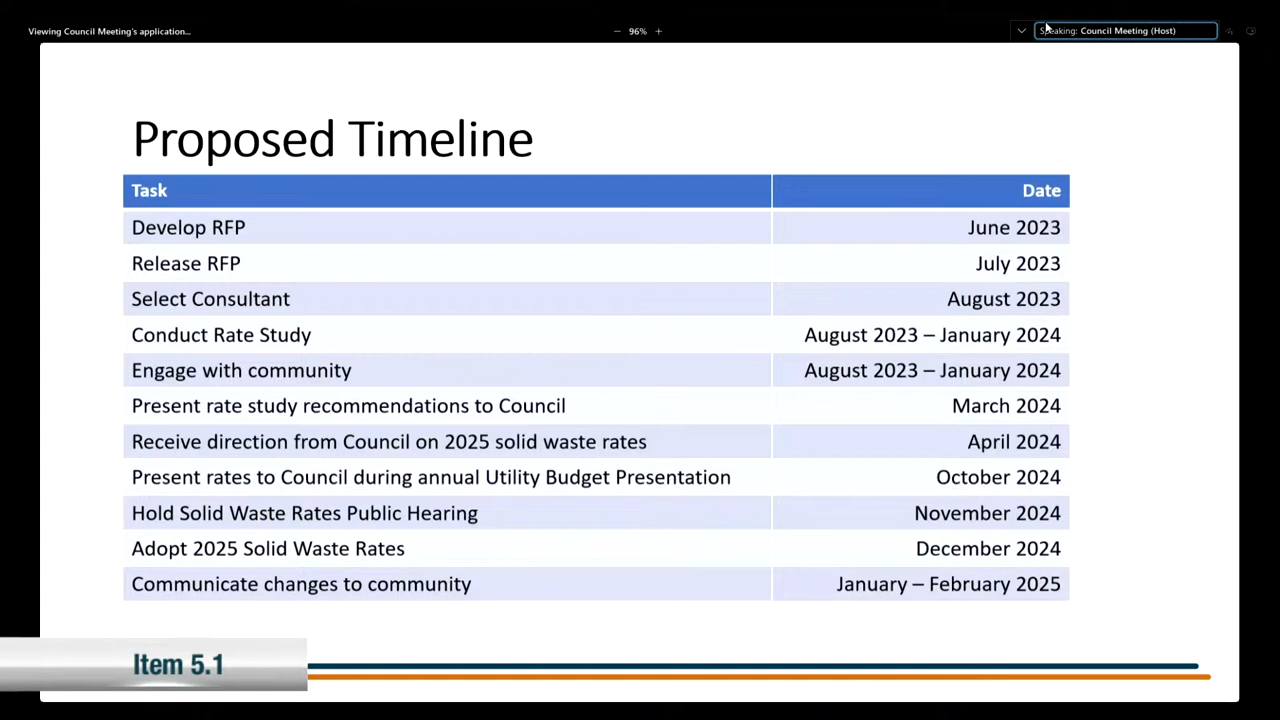 Viewing Council Meeting's application...
− 96% +
Speaking: Council Meeting (Host)
Proposed Timeline
Task Date
Develop RFP June 2023
Release RFP July 2023
Select Consultant August 2023
Conduct Rate Study August 2023 – January 2024
Engage with community August 2023 – January 2024
Present rate study recommendations to Council March 2024
Receive direction from Council on 2025 solid waste rates April 2024
Present rates to Council during annual Utility Budget Presentation October 2024
Hold Solid Waste Rates Public Hearing November 2024
Adopt 2025 Solid Waste Rates December 2024
Communicate changes to community January – February 2025
Item 5.1